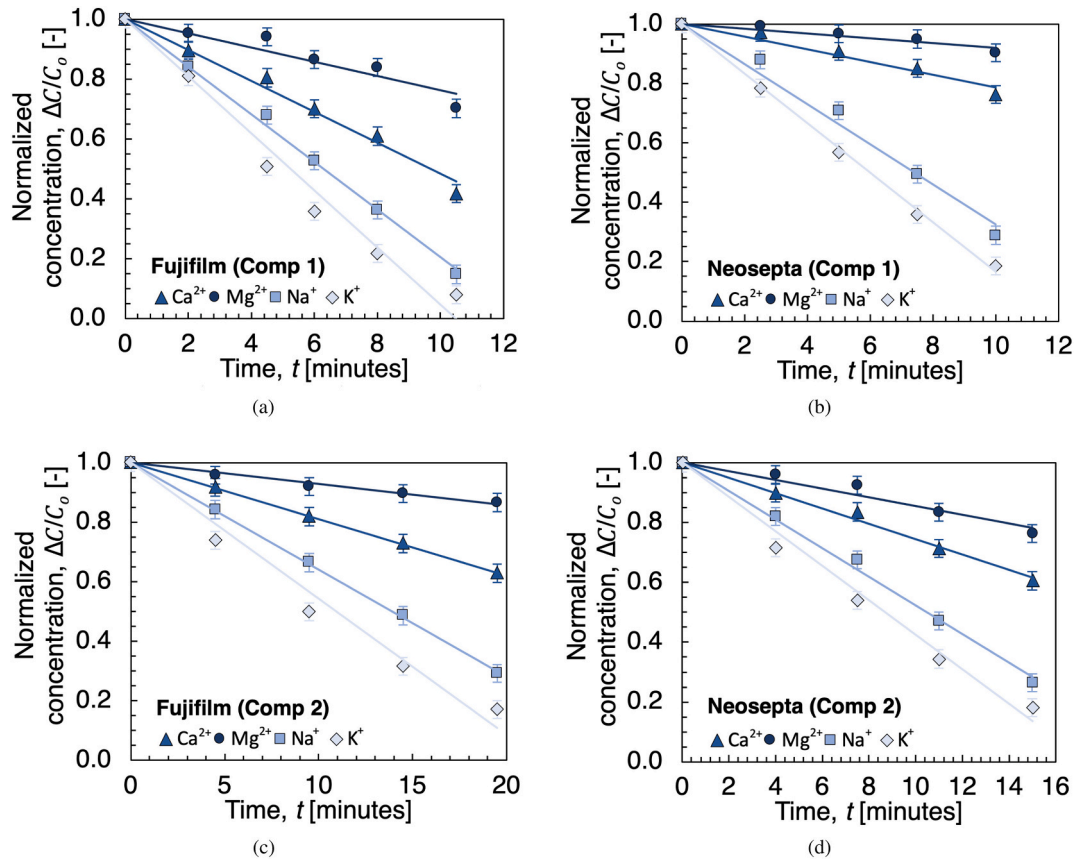 Normalized
concentration, ΔC/Cₒ [-]
1.0
0.8
0.6
0.4
0.2
0.0
Fujifilm (Comp 1)
Ca²⁺ Mg²⁺ Na⁺ K⁺
0 2 4 6 8 10 12
Time, t [minutes]
(a)
Normalized
concentration, ΔC/Cₒ [-]
1.0
0.8
0.6
0.4
0.2
0.0
Neosepta (Comp 1)
Ca²⁺ Mg²⁺ Na⁺ K⁺
0 2 4 6 8 10 12
Time, t [minutes]
(b)
Normalized
concentration, ΔC/Cₒ [-]
1.0
0.8
0.6
0.4
0.2
0.0
Fujifilm (Comp 2)
Ca²⁺ Mg²⁺ Na⁺ K⁺
0 5 10 15 20
Time, t [minutes]
(c)
Normalized
concentration, ΔC/Cₒ [-]
1.0
0.8
0.6
0.4
0.2
0.0
Neosepta (Comp 2)
Ca²⁺ Mg²⁺ Na⁺ K⁺
0 2 4 6 8 10 12 14 16
Time, t [minutes]
(d)